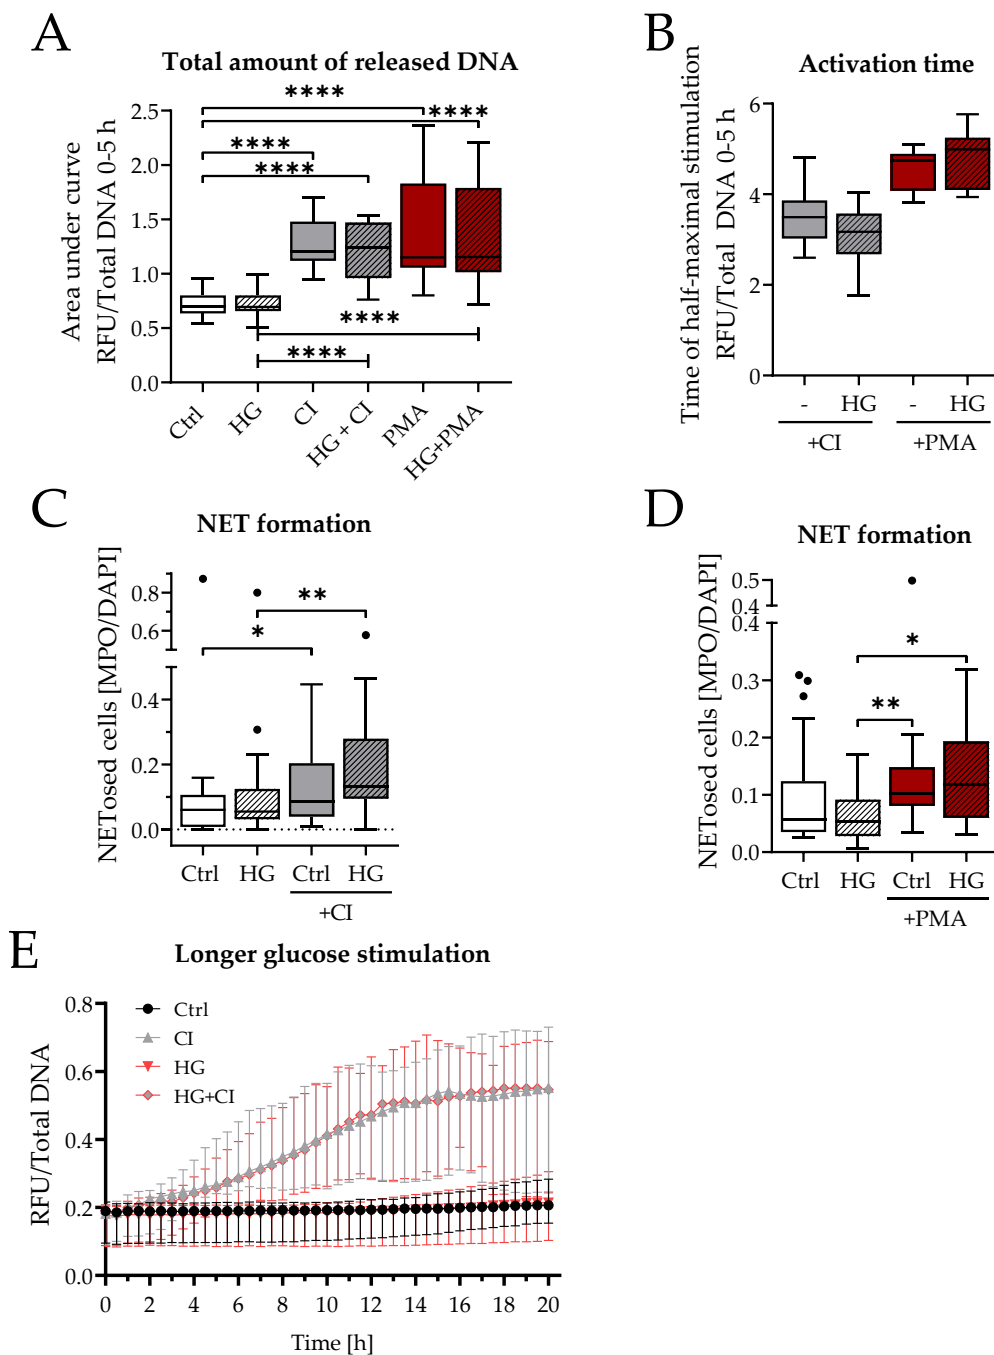 A
Total amount of released DNA
Area under curve
RFU/Total DNA 0-5 h
2.5
2.0
1.5
1.0
0.5
0.0
****
****
****
****
****
****
Ctrl
HG
CI
HG+CI
PMA
HG+PMA
B
Activation time
Time of half-maximal stimulation
RFU/Total DNA 0-5 h
6
4
2
0
-
HG
-
HG
+CI
+PMA
C
NET formation
NETosed cells [MPO/DAPI]
0.8
0.6
0.4
0.2
0.0
**
*
Ctrl
HG
Ctrl
HG
+CI
D
NET formation
NETosed cells [MPO/DAPI]
0.5
0.4
0.4
0.3
0.2
0.1
0.0
*
**
Ctrl
HG
Ctrl
HG
+PMA
E
Longer glucose stimulation
RFU/Total DNA
0.8
0.6
0.4
0.2
0.0
Ctrl
CI
HG
HG+CI
0 2 4 6 8 10 12 14 16 18 20
Time [h]